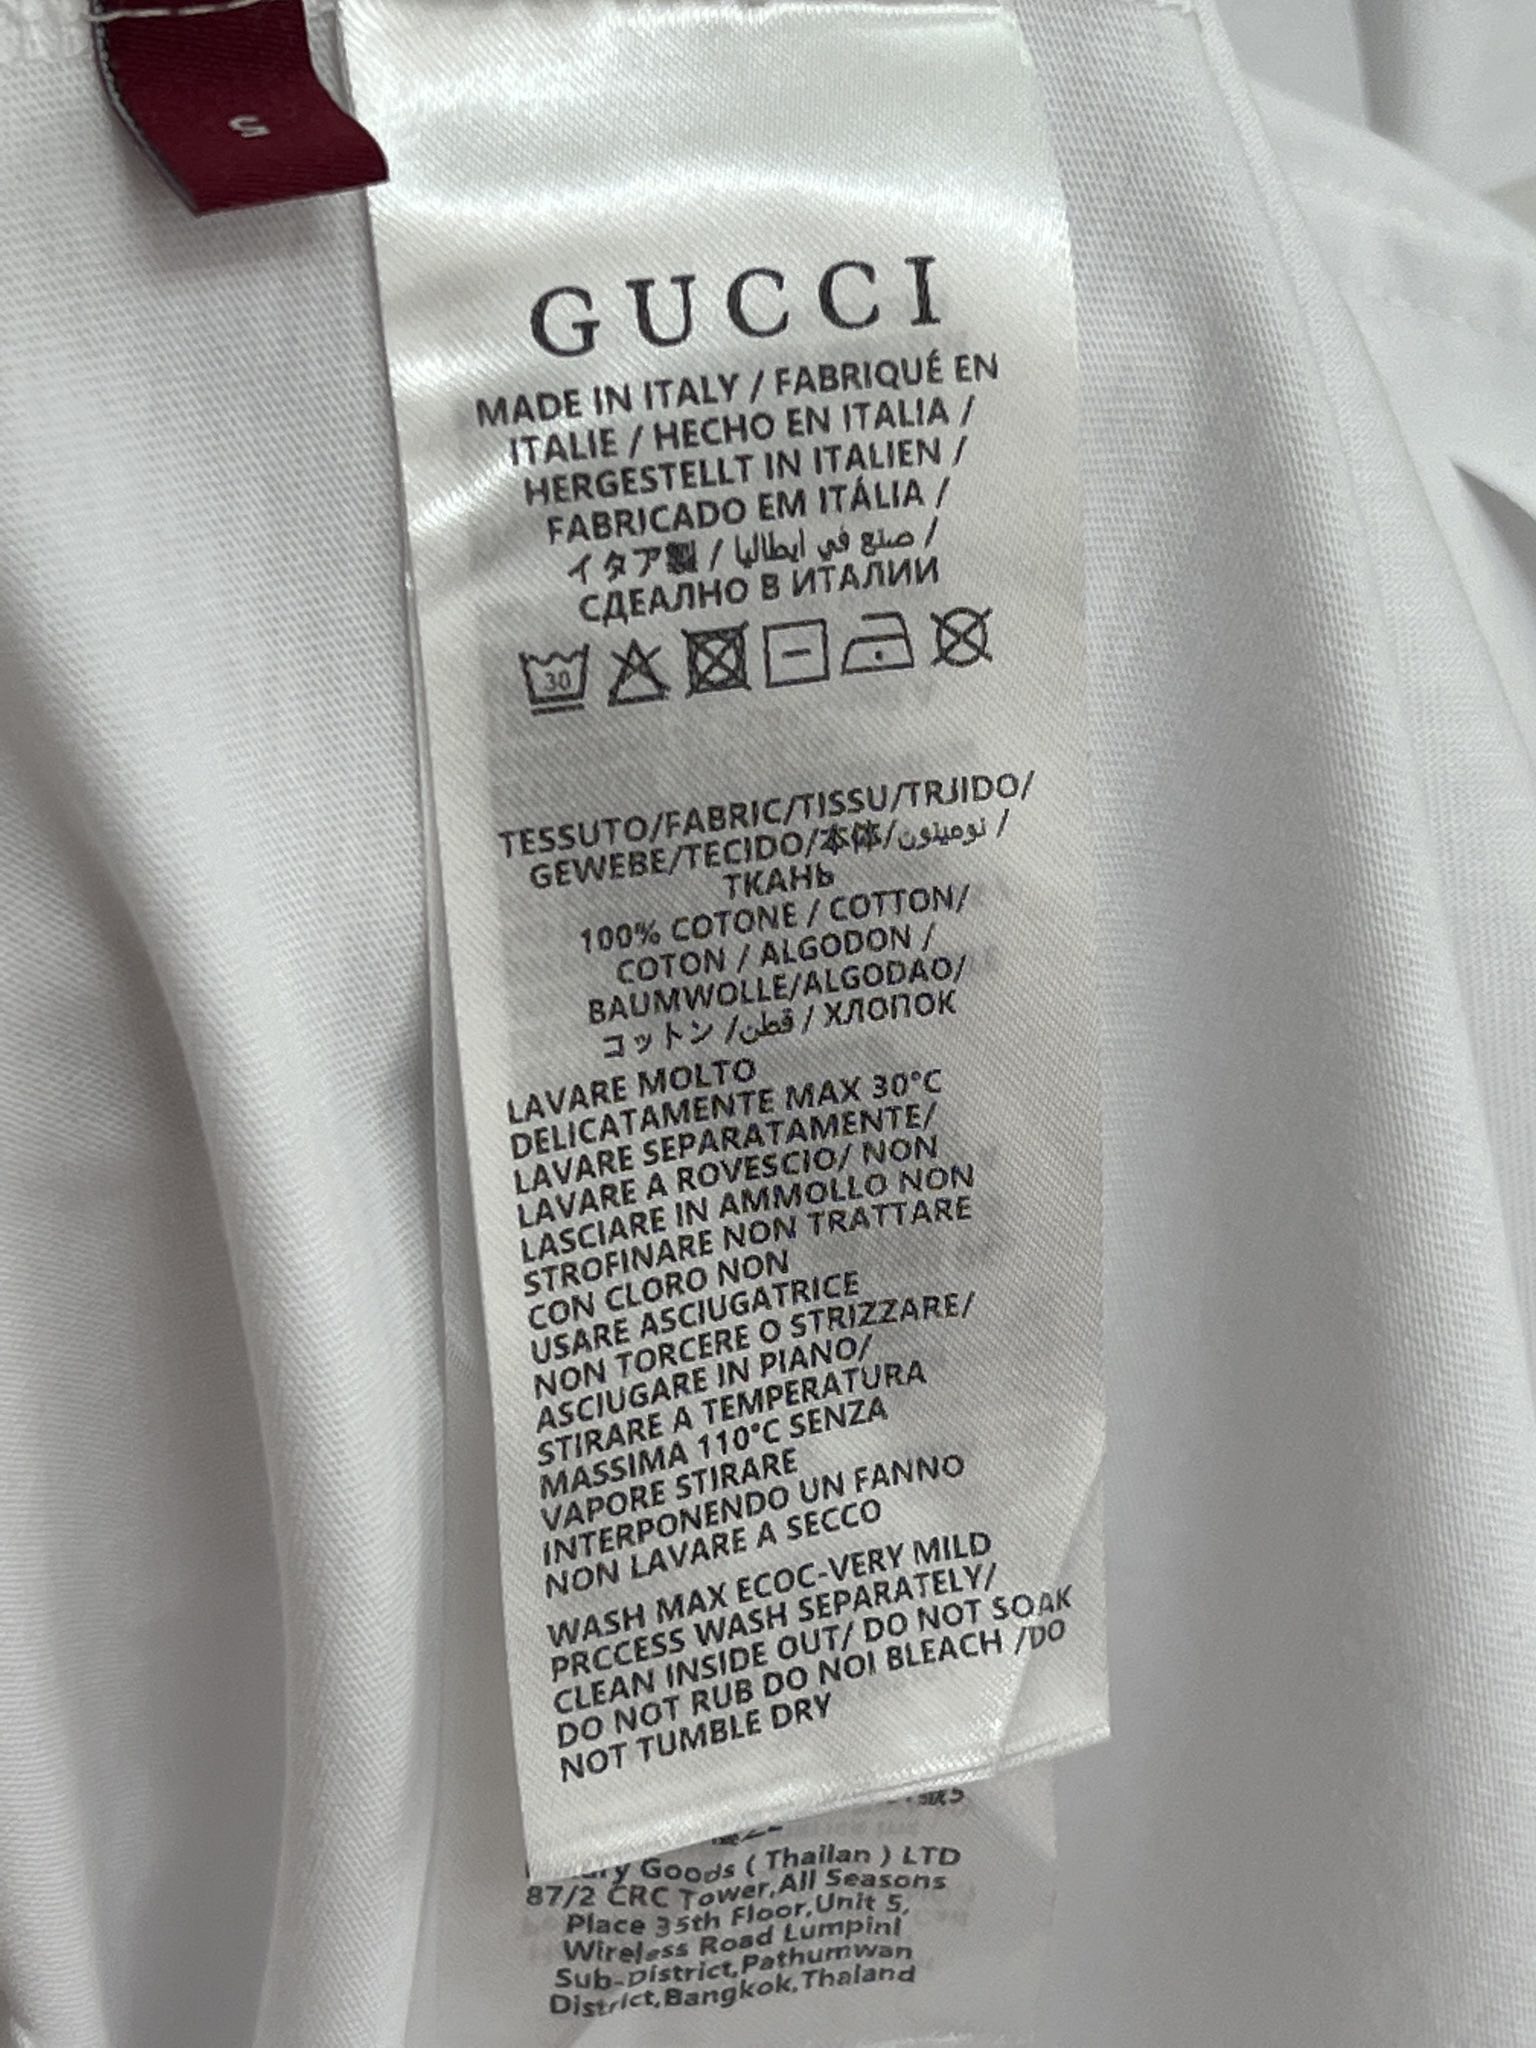 S
GUCCI
MADE IN ITALY / FABRIQUÉ EN
ITALIE / HECHO EN ITALIA /
HERGESTELLT IN ITALIEN /
FABRICADO EM ITÁLIA /
イタア製 / صنع في ايطاليا /
СДЕАЛНО В ИТАЛИИ
30
TESSUTO/FABRIC/TISSU/TRJIDO/
GEWEBE/TECIDO/本体/نومينون /
ТКАНЬ
100% COTONE / COTTON/
COTON / ALGODON /
BAUMWOLLE/ALGODAO/
コットン /قطن / ХЛОПОК
LAVARE MOLTO
DELICATAMENTE MAX 30°C
LAVARE SEPARATAMENTE/
LAVARE A ROVESCIO/ NON
LASCIARE IN AMMOLLO NON
STROFINARE NON TRATTARE
CON CLORO NON
USARE ASCIUGATRICE
NON TORCERE O STRIZZARE/
ASCIUGARE IN PIANO/
STIRARE A TEMPERATURA
MASSIMA 110°C SENZA
VAPORE STIRARE
INTERPONENDO UN FANNO
NON LAVARE A SECCO
WASH MAX ECOC-VERY MILD
PRCCESS WASH SEPARATELY/
CLEAN INSIDE OUT/ DO NOT SOAK
DO NOT RUB DO NOI BLEACH /DO
NOT TUMBLE DRY
Goods ( Thailan ) LTD
87/2 CRC Tower,All Seasons
Place 35th Floor,Unit 5,
Wireless Road Lumpini
Sub-District,Pathumwan
District,Bangkok,Thaland